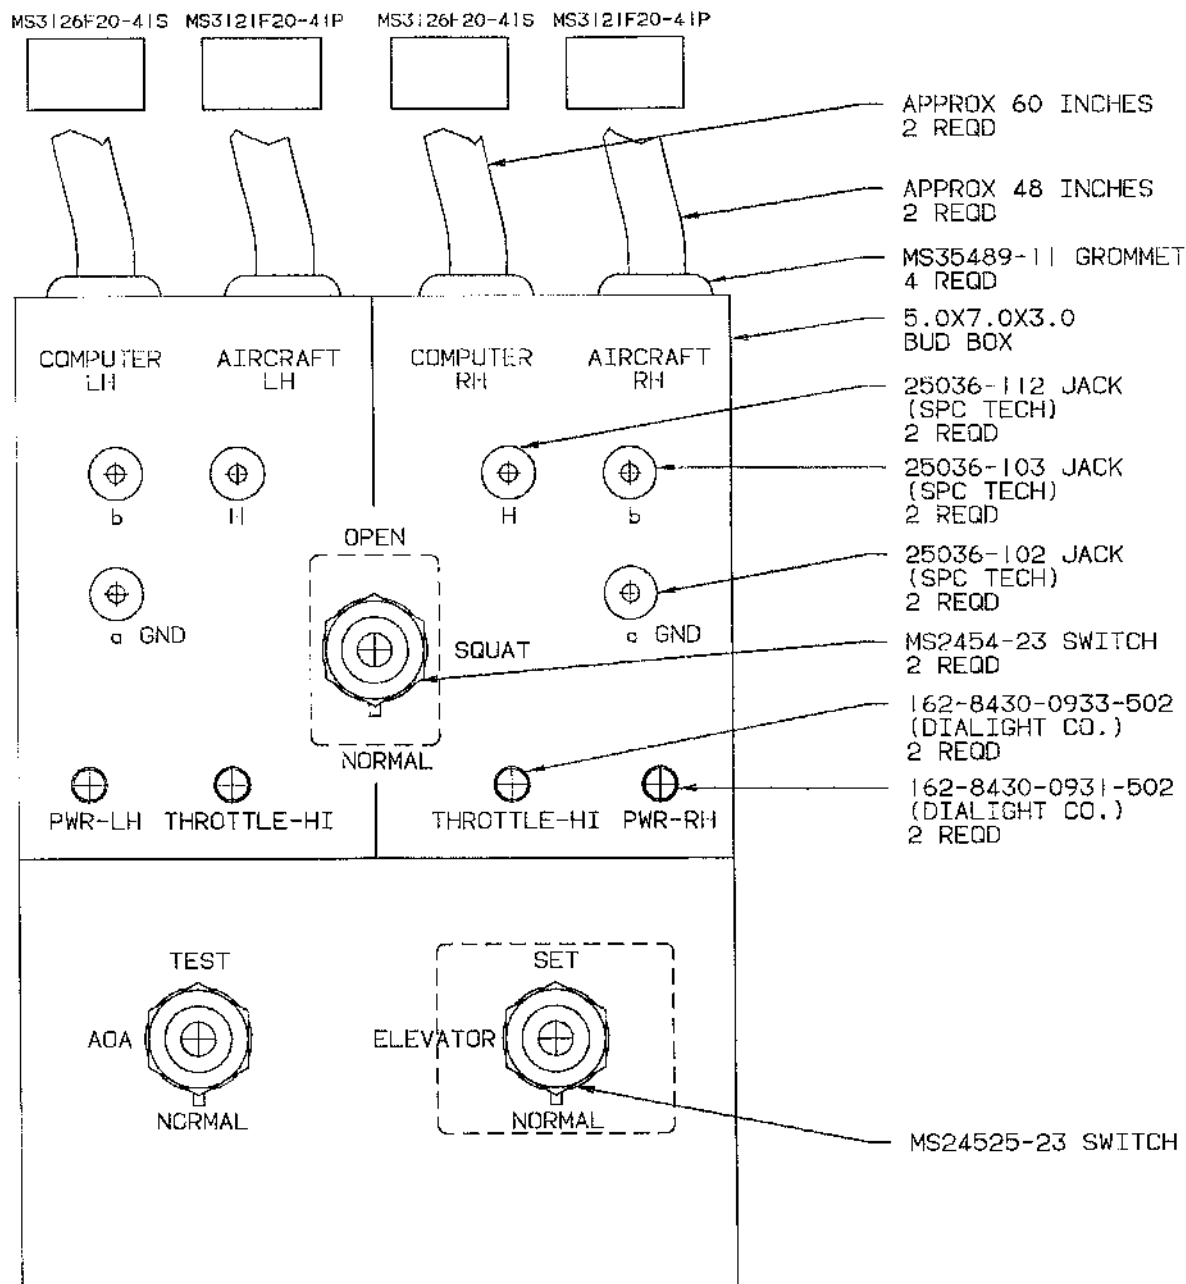 MS3126F20-41S MS3121F20-41P MS3126F20-41S MS3121F20-41P
APPROX 60 INCHES
2 REQD
APPROX 48 INCHES
2 REQD
MS35489-11 GROMMET
4 REQD
5.0X7.0X3.0
BUD BOX
COMPUTER
LH
AIRCRAFT
LH
COMPUTER
RH
AIRCRAFT
RH
25036-112 JACK
(SPC TECH)
2 REQD
25036-103 JACK
(SPC TECH)
2 REQD
b
H
H
b
OPEN
25036-102 JACK
(SPC TECH)
2 REQD
a GND
a GND
SQUAT
MS2454-23 SWITCH
2 REQD
NORMAL
162-8430-0933-502
(DIALIGHT CO.)
2 REQD
162-8430-0931-502
(DIALIGHT CO.)
2 REQD
PWR-LH THROTTLE-HI
THROTTLE-HI PWR-RH
TEST
AOA
NORMAL
SET
ELEVATOR
NORMAL
MS24525-23 SWITCH